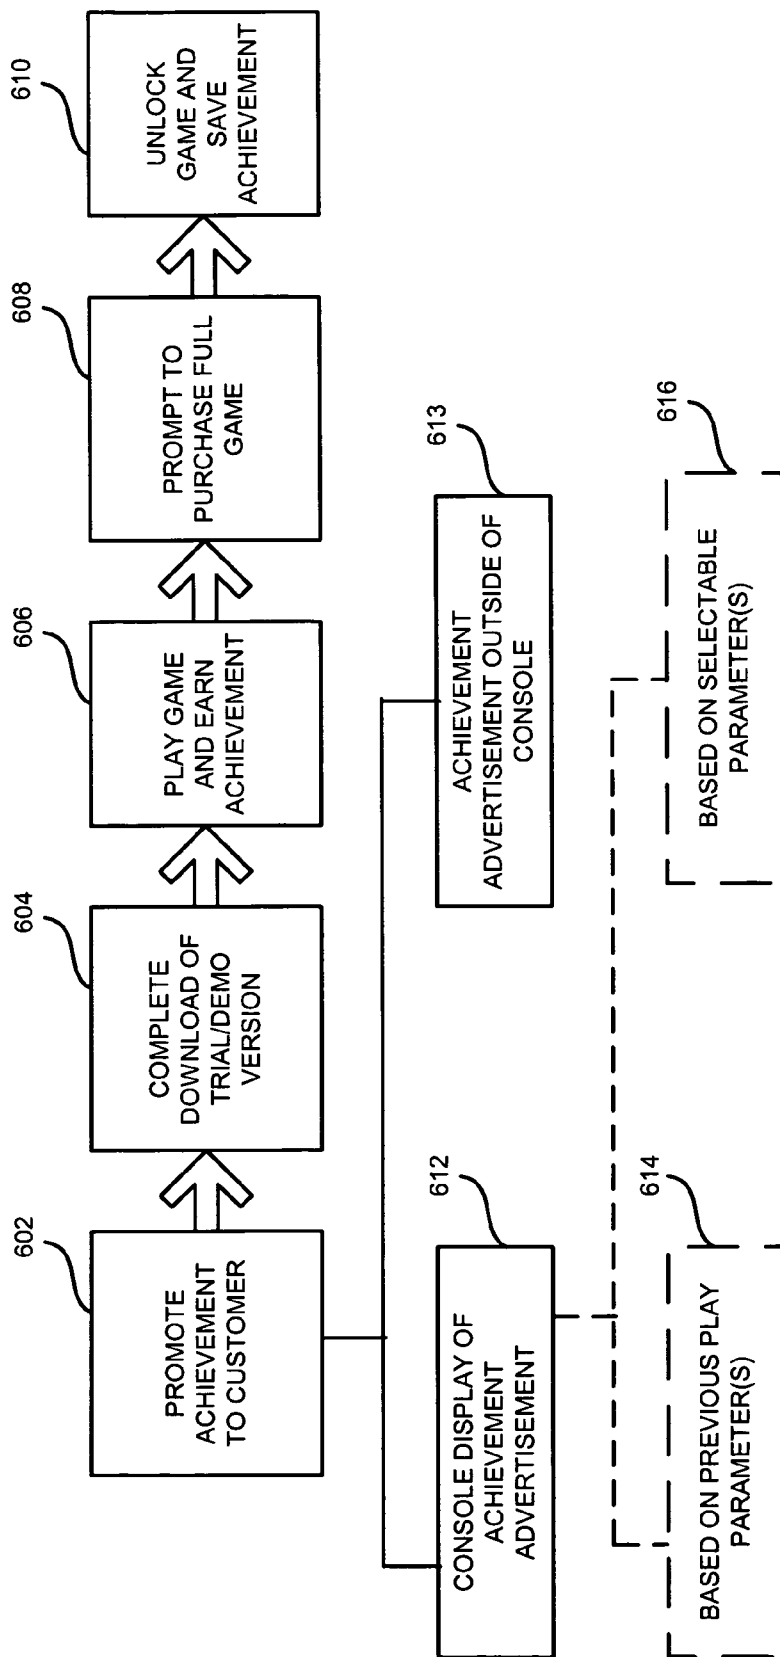 602
PROMOTE
ACHIEVEMENT
TO CUSTOMER
604
COMPLETE
DOWNLOAD OF
TRIAL/DEMO
VERSION
606
PLAY GAME
AND EARN
ACHIEVEMENT
608
PROMPT TO
PURCHASE FULL
GAME
610
UNLOCK
GAME AND
SAVE
ACHIEVEMENT
612
CONSOLE DISPLAY OF
ACHIEVEMENT
ADVERTISEMENT
613
ACHIEVEMENT
ADVERTISEMENT OUTSIDE OF
CONSOLE
614
BASED ON PREVIOUS PLAY
PARAMETER(S)
616
BASED ON SELECTABLE
PARAMETER(S)